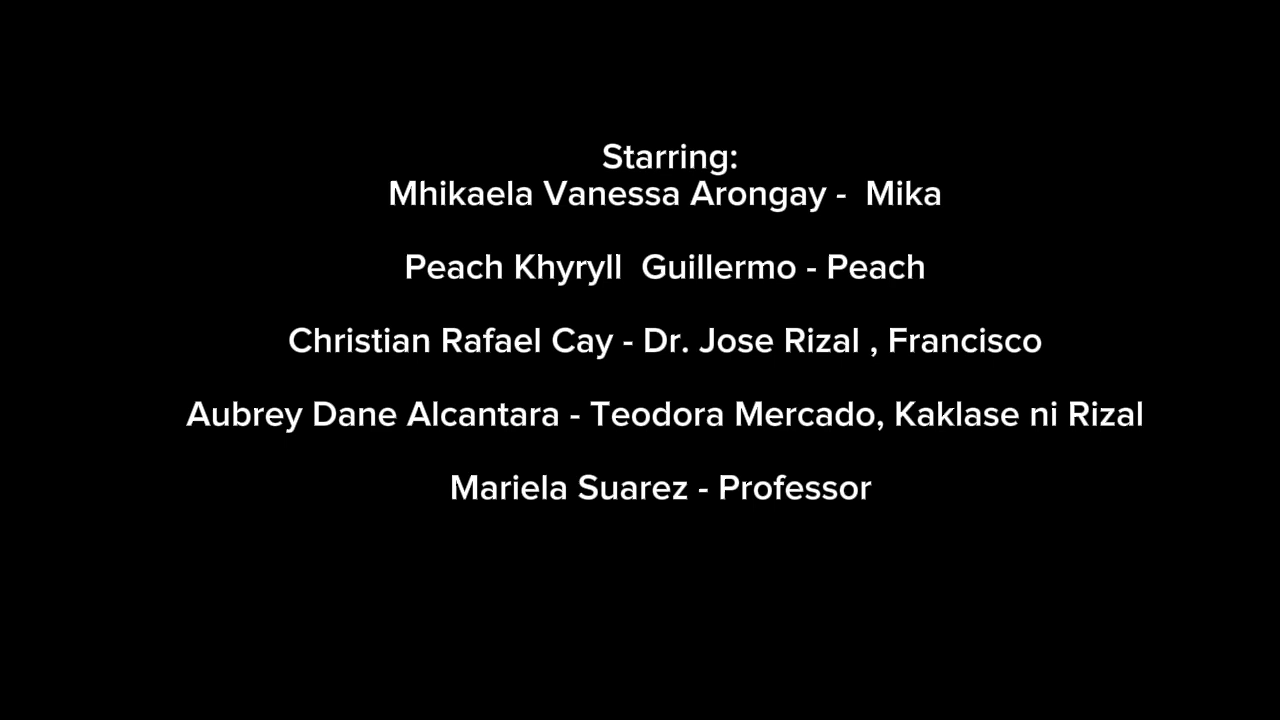 Starring:
Mhikaela Vanessa Arongay -  Mika
Peach Khyryll  Guillermo - Peach
Christian Rafael Cay - Dr. Jose Rizal , Francisco
Aubrey Dane Alcantara - Teodora Mercado, Kaklase ni Rizal
Mariela Suarez - Professor